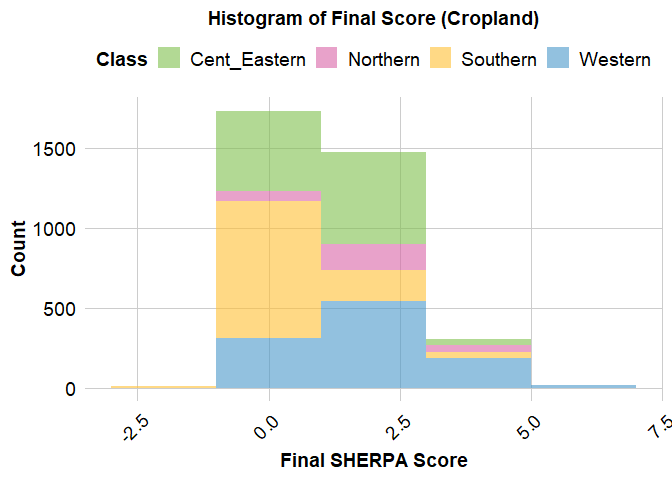 Histogram of Final Score (Cropland)
Class Cent_Eastern Northern Southern Western
1500
1000
500
0
Count
-2.5 0.0 2.5 5.0 7.5
Final SHERPA Score